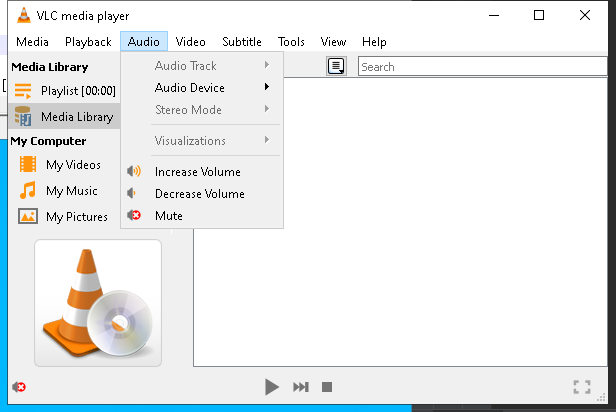 VLC media player
Media Playback Audio Video Subtitle Tools View Help
Media Library
Playlist [00:00]
Media Library
My Computer
My Videos
My Music
My Pictures
Audio Track
Audio Device
Stereo Mode
Visualizations
Increase Volume
Decrease Volume
Mute
Search